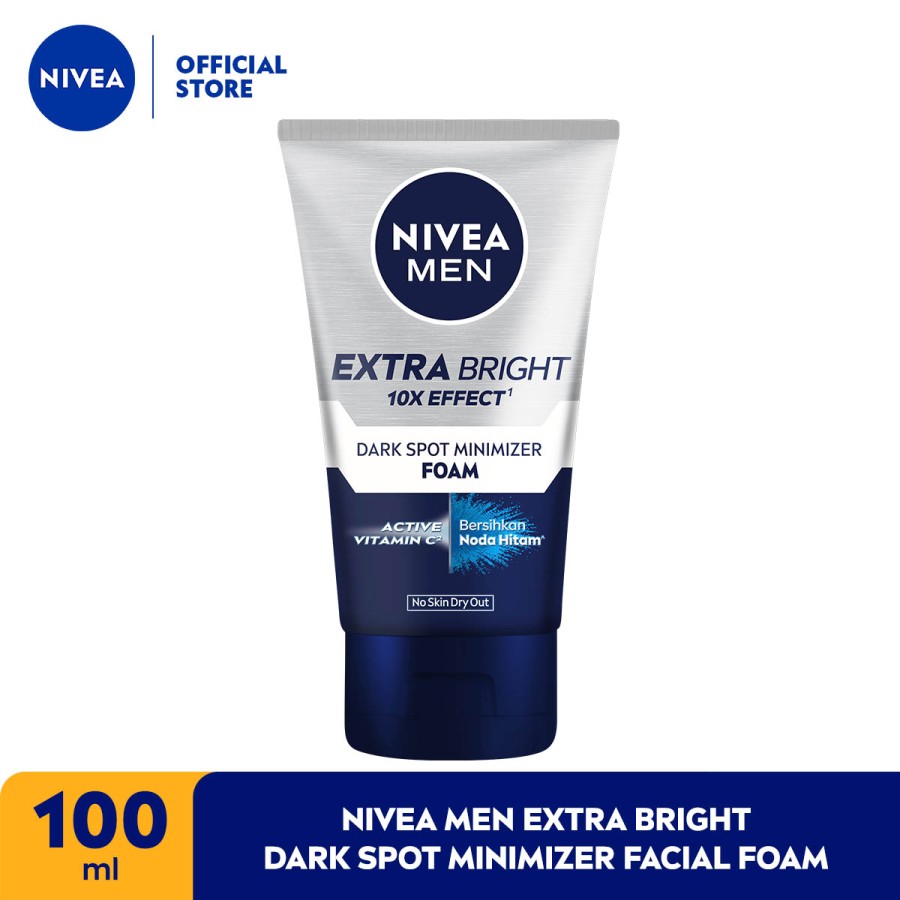 NIVEA
OFFICIAL
STORE
NIVEA
MEN
EXTRA BRIGHT
10X EFFECT¹
DARK SPOT MINIMIZER
FOAM
ACTIVE
VITAMIN C²
Bersihkan
Noda Hitam^
No Skin Dry Out
100
ml
NIVEA MEN EXTRA BRIGHT
DARK SPOT MINIMIZER FACIAL FOAM